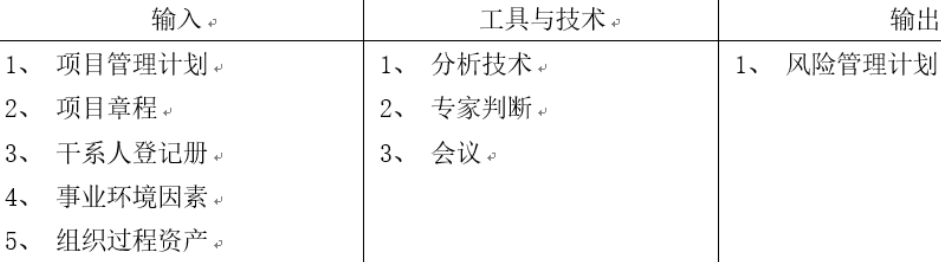 输入 工具与技术 输出
1、 项目管理计划 1、 分析技术 1、 风险管理计划
2、 项目章程 2、 专家判断
3、 干系人登记册 3、 会议
4、 事业环境因素
5、 组织过程资产